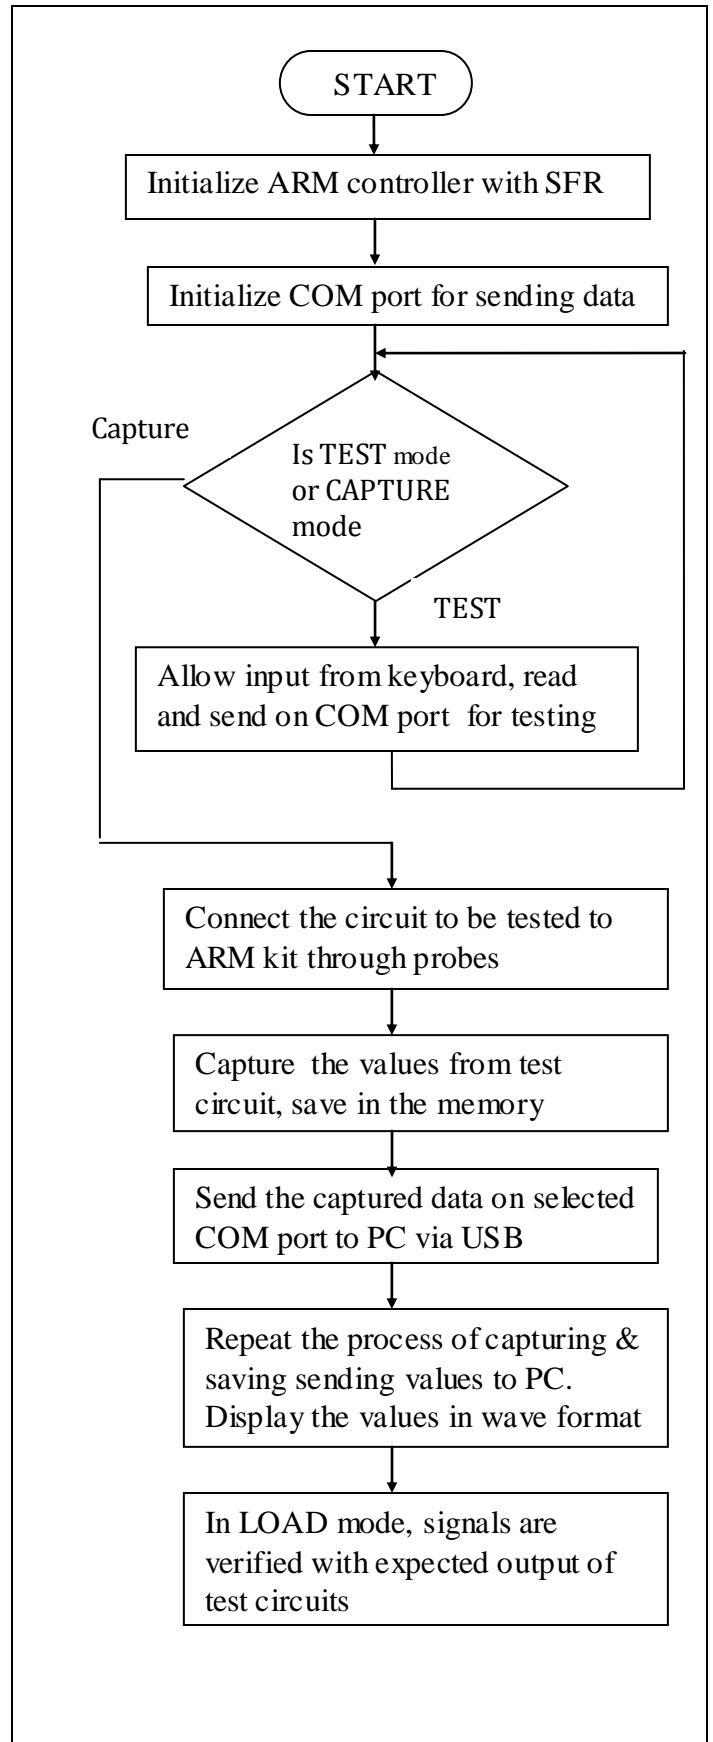 START
Initialize ARM controller with SFR
Initialize COM port for sending data
Capture
Is TEST mode
or CAPTURE
mode
TEST
Allow input from keyboard, read
and send on COM port for testing
Connect the circuit to be tested to
ARM kit through probes
Capture the values from test
circuit, save in the memory
Send the captured data on selected
COM port to PC via USB
Repeat the process of capturing &
saving sending values to PC.
Display the values in wave format
In LOAD mode, signals are
verified with expected output of
test circuits